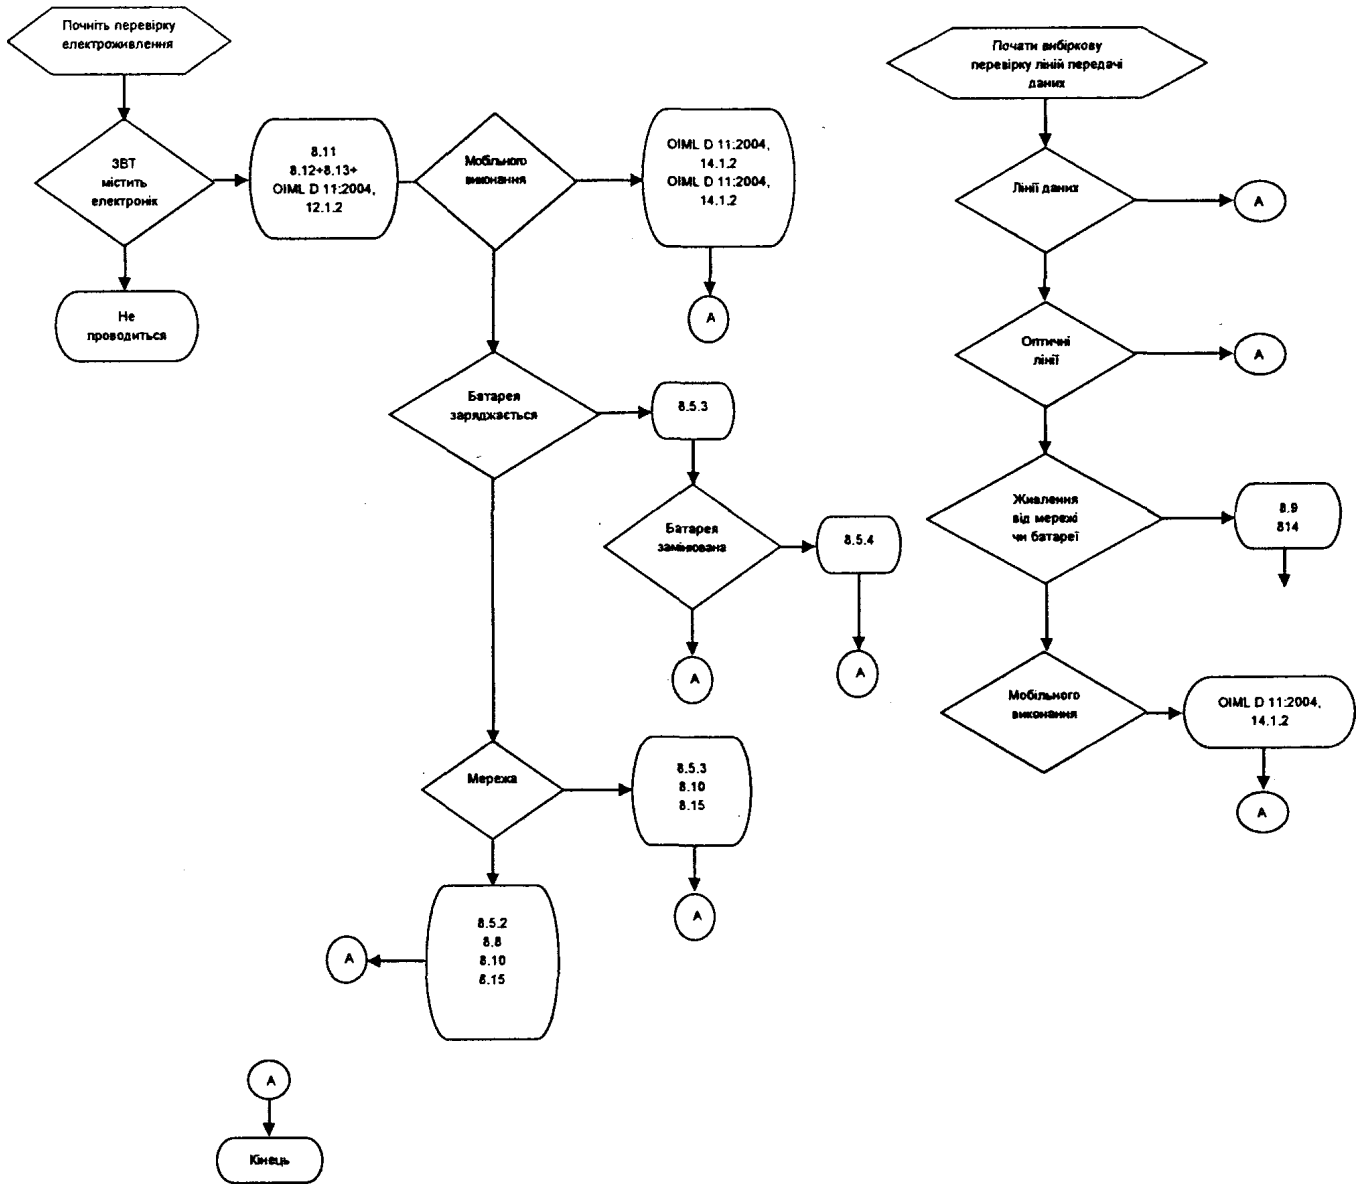 Почніть перевірку
електроживлення
ЗВТ
містить
електронік
Не
проводиться
8.11
8.12+8.13+
OIML D 11:2004,
12.1.2
Мобільного
виконання
OIML D 11:2004,
14.1.2
OIML D 11:2004,
14.1.2
A
Батарея
заряджається
8.5.3
Батарея
замінювана
8.5.4
A
A
Мережа
8.5.3
8.10
8.15
A
8.5.2
8.8
8.10
8.15
A
A
Кінець
Почати вибіркову
перевірку ліній передачі
даних
Лінії даних
A
Оптичні
лінії
A
Живлення
від мережі
чи батареї
8.9
814
Мобільного
виконання
OIML D 11:2004,
14.1.2
A